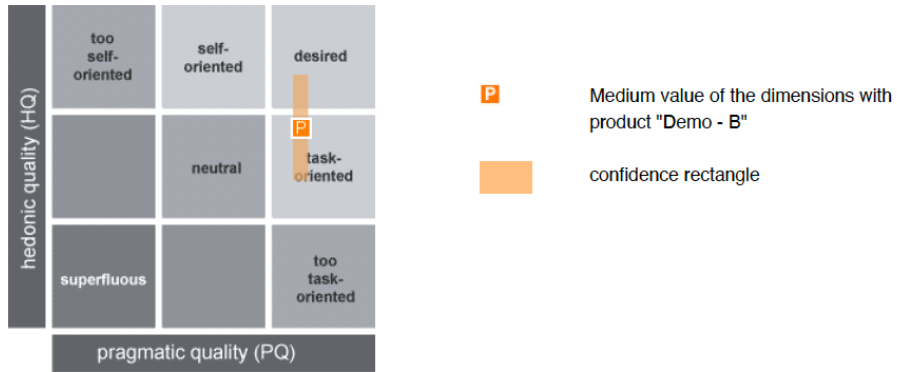 too
self-
oriented
self-
oriented
desired
P
neutral
task-
oriented
superfluous
too
task-
oriented
hedonic quality (HQ)
pragmatic quality (PQ)
P
Medium value of the dimensions with
product "Demo - B"
confidence rectangle